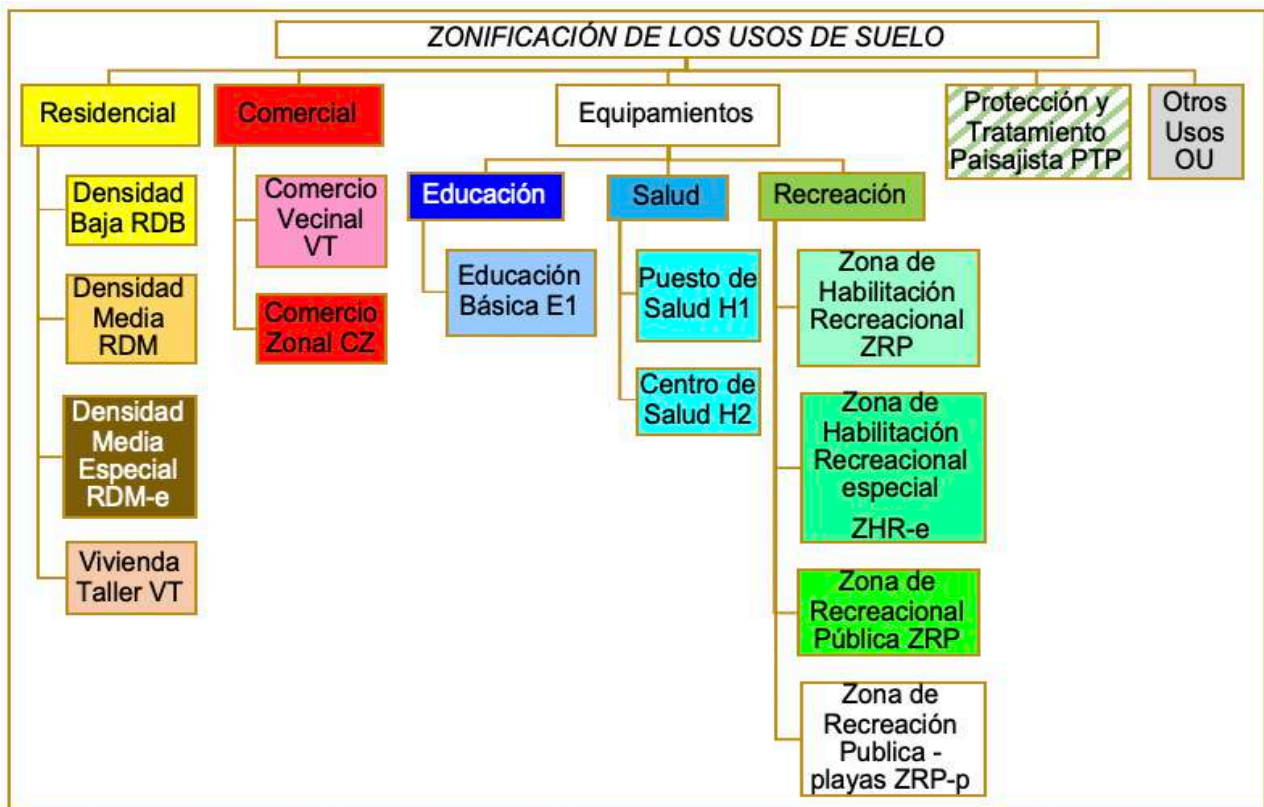 ZONIFICACIÓN DE LOS USOS DE SUELO
Residencial
Comercial
Equipamientos
Protección y
Tratamiento
Paisajista PTP
Otros
Usos
OU
Densidad
Baja RDB
Densidad
Media
RDM
Densidad
Media
Especial
RDM-e
Vivienda
Taller VT
Comercio
Vecinal
VT
Comercio
Zonal CZ
Educación
Salud
Recreación
Educación
Básica E1
Puesto de
Salud H1
Centro de
Salud H2
Zona de
Habilitación
Recreacional
ZRP
Zona de
Habilitación
Recreacional
especial
ZHR-e
Zona de
Recreacional
Pública ZRP
Zona de
Recreación
Publica -
playas ZRP-p